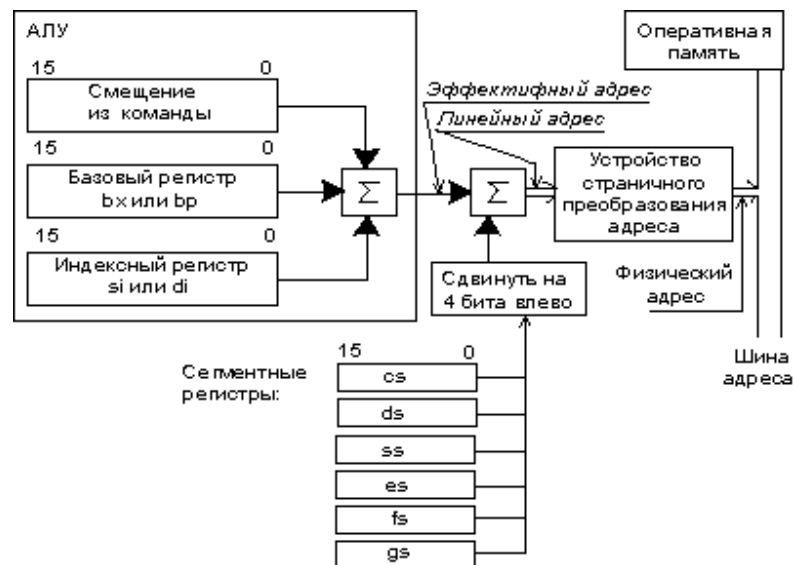 АЛУ
15 0
Смещение
из команды
15 0
Базовый регистр
bx или bp
15 0
Индексный регистр
si или di
Σ
Эффектифный адрес
Линейный адрес
Σ
Оперативная
память
Устройство
страничного
преобразования
адреса
Сдвинуть на
4 бита влево
Физический
адрес
Шина
адреса
Сегментные
регистры:
15 0
cs
ds
ss
es
fs
gs